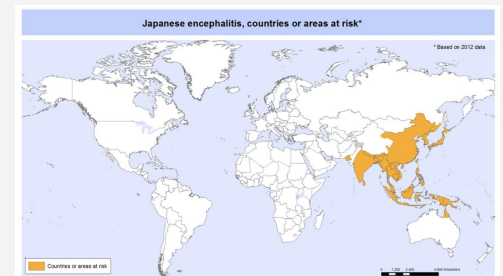 Japanese encephalitis, countries or areas at risk*
* Based on 2012 data
Countries or areas at risk